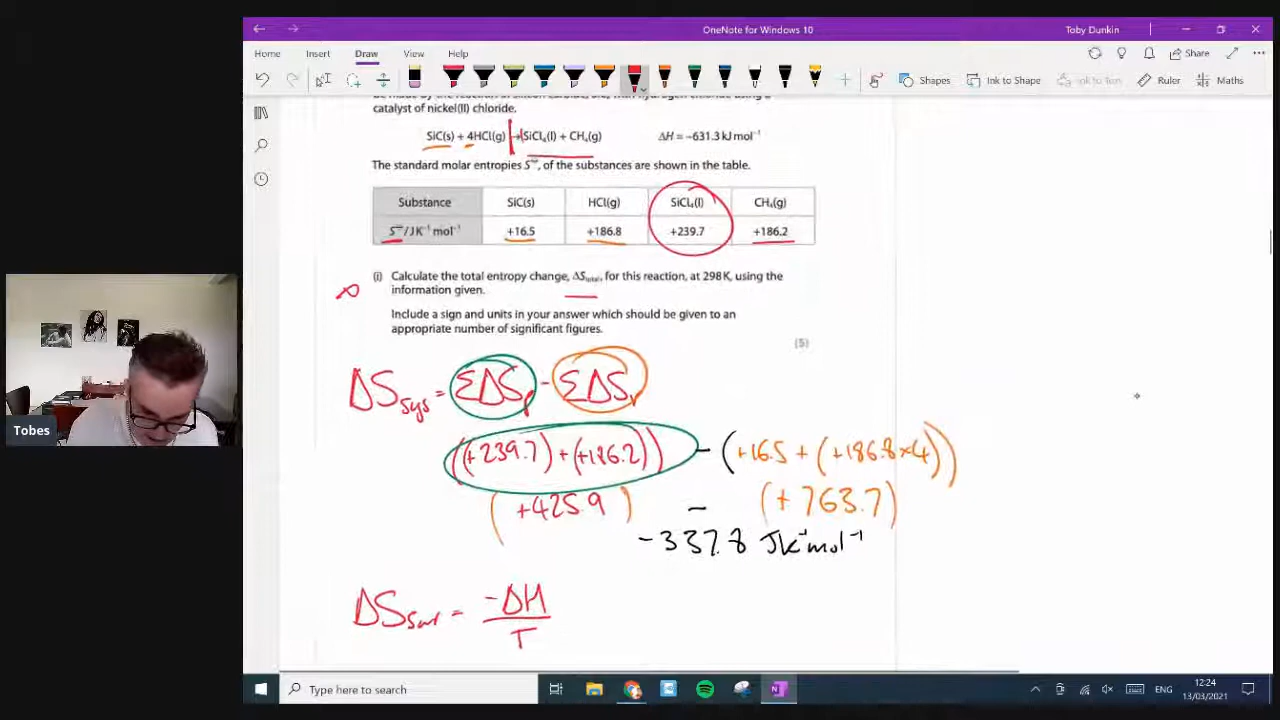 OneNote for Windows 10
Toby Dunkin
Home Insert Draw View Help
Share
Shapes
Ink to Shape
Ink to Text
Ruler
Maths
catalyst of nickel(II) chloride.
SiC(s) + 4HCl(g) → SiCl₄(l) + CH₄(g) ΔH = −631.3 kJ mol⁻¹
The standard molar entropies S⦵, of the substances are shown in the table.
Substance SiC(s) HCl(g) SiCl₄(l) CH₄(g)
S⦵/J K⁻¹ mol⁻¹ +16.5 +186.8 +239.7 +186.2
(i) Calculate the total entropy change, ΔStotal, for this reaction, at 298 K, using the
information given.
Include a sign and units in your answer which should be given to an
appropriate number of significant figures.
(5)
ΔSsys = ΣΔSp - ΣΔSr
((+239.7) + (+186.2)) - (+16.5 + (+186.8×4))
(+425.9) - (+763.7)
-337.8 JK⁻¹mol⁻¹
ΔSsurr = -ΔH
T
Tobes
Type here to search
ENG
12:24
13/03/2021